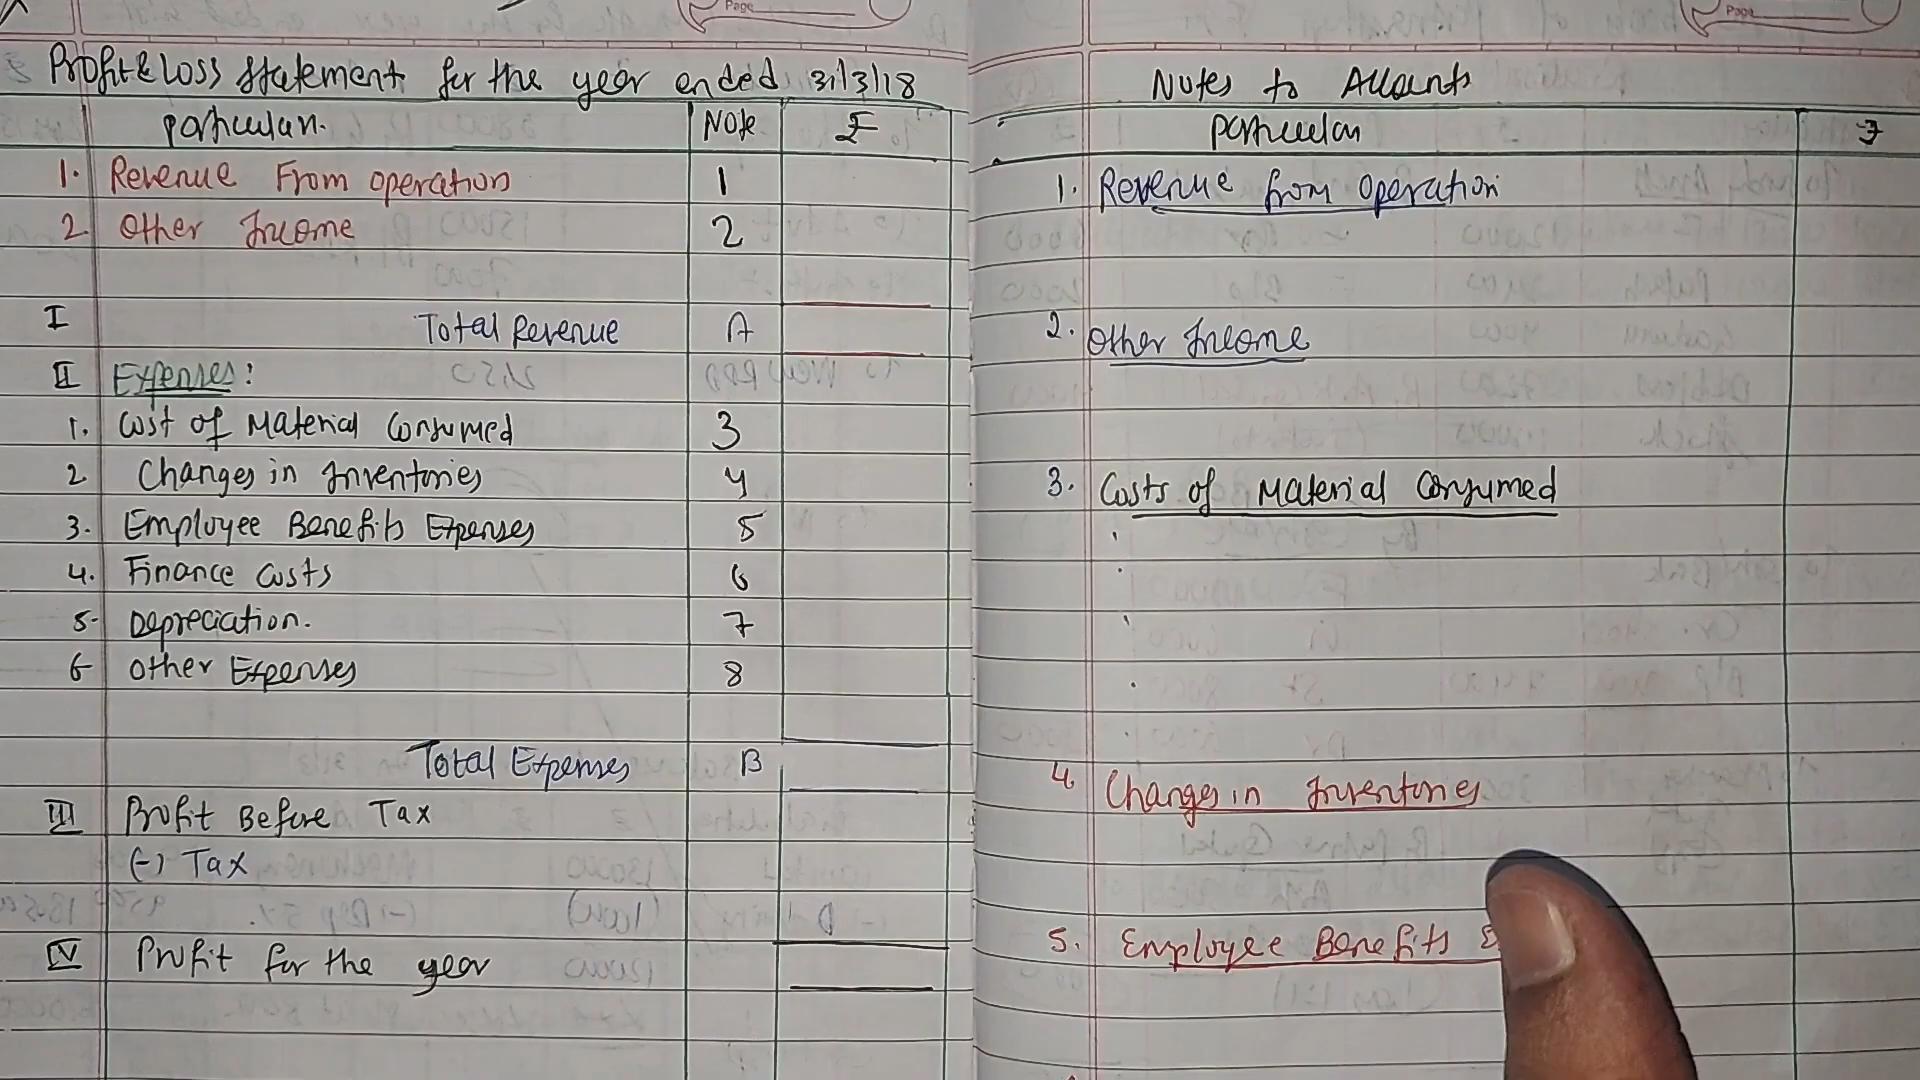 Page
Profit & Loss Statement for the year ended 31/3/18
Particular. Note ₹
1. Revenue From operation 1
2 Other Income 2
I Total Revenue A
II Expenses:
1. Cost of Material Consumed 3
2 Changes in Inventories 4
3. Employee Benefits Expenses 5
4. Finance Costs 6
5- Depreciation. 7
6 Other Expenses 8
Total Expenses B
III Profit Before Tax
(-) Tax
IV Profit for the year
Page
Notes to Accounts
Particular ₹
1. Revenue from operation
2. Other Income
3. Costs of Material Consumed
4. Changes in Inventories
5. Employee Benefits